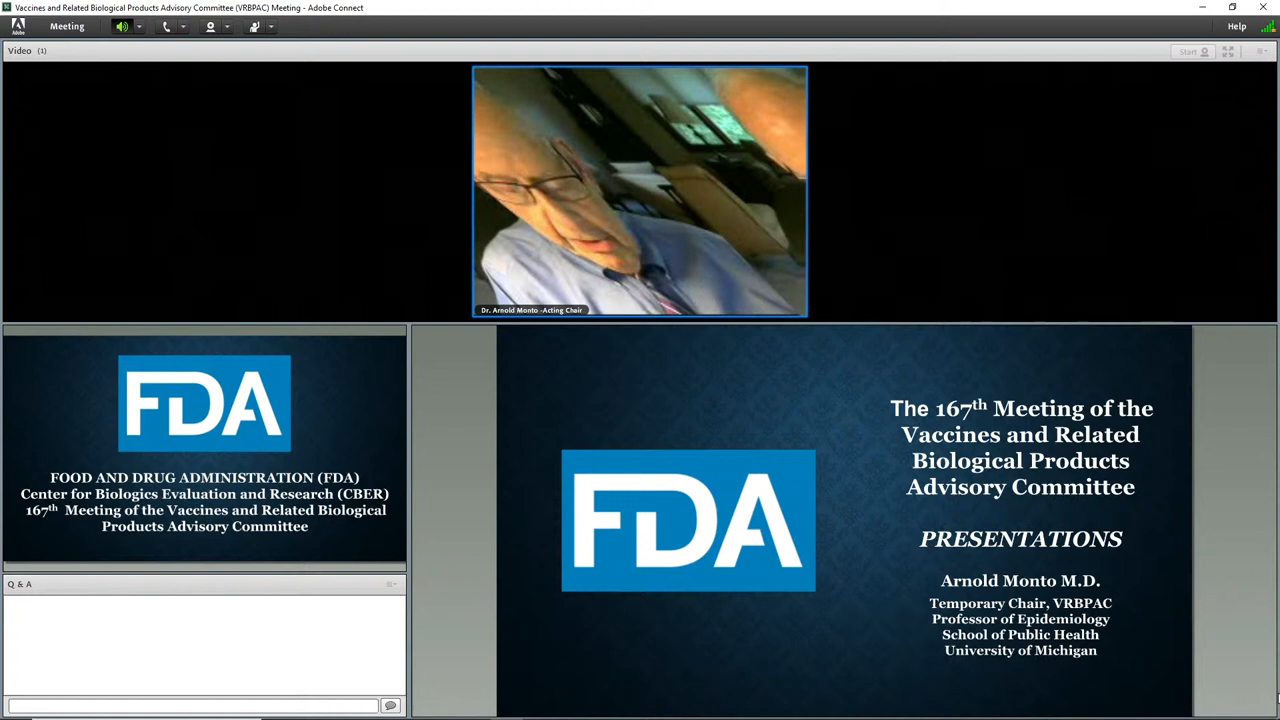 Vaccines and Related Biological Products Advisory Committee (VRBPAC) Meeting - Adobe Connect
Adobe
Meeting
Help
Video (1)
Start
Dr. Arnold Monto -Acting Chair
FDA
FOOD AND DRUG ADMINISTRATION (FDA)
Center for Biologics Evaluation and Research (CBER)
167th Meeting of the Vaccines and Related Biological
Products Advisory Committee
Q & A
FDA
The 167th Meeting of the
Vaccines and Related
Biological Products
Advisory Committee
PRESENTATIONS
Arnold Monto M.D.
Temporary Chair, VRBPAC
Professor of Epidemiology
School of Public Health
University of Michigan